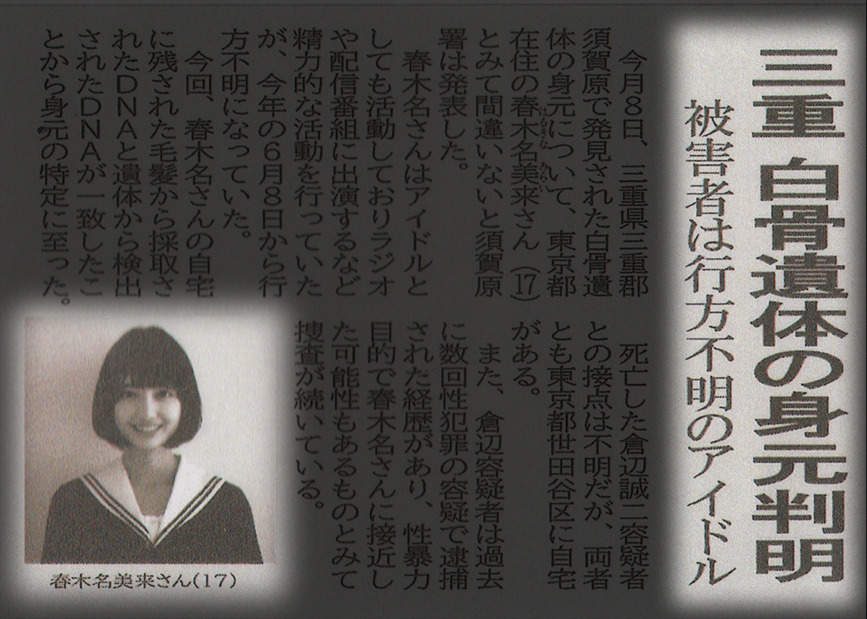 三重 白骨遺体の身元判明
被害者は行方不明のアイドル
今月8日、三重県三重郡
須賀原で発見された白骨遺
体の身元について、東京都
在住の春木名美来さん(17)
とみて間違いないと須賀原
署は発表した。
春木名さんはアイドルと
しても活動しておりラジオ
や配信番組に出演するなど
精力的な活動を行っていた
が、今年の6月8日から行
方不明になっていた。
今回、春木名さんの自宅
に残された毛髪から採取さ
れたDNAと遺体から検出
されたDNAが一致したこ
とから身元の特定に至った。
死亡した倉辺誠二容疑者
との接点は不明だが、両者
とも東京都世田谷区に自宅
がある。
また、倉辺容疑者は過去
に数回性犯罪の容疑で逮捕
された経歴があり、性暴力
目的で春木名さんに接近し
た可能性もあるものとみて
捜査が続いている。
春木名美来さん(17)